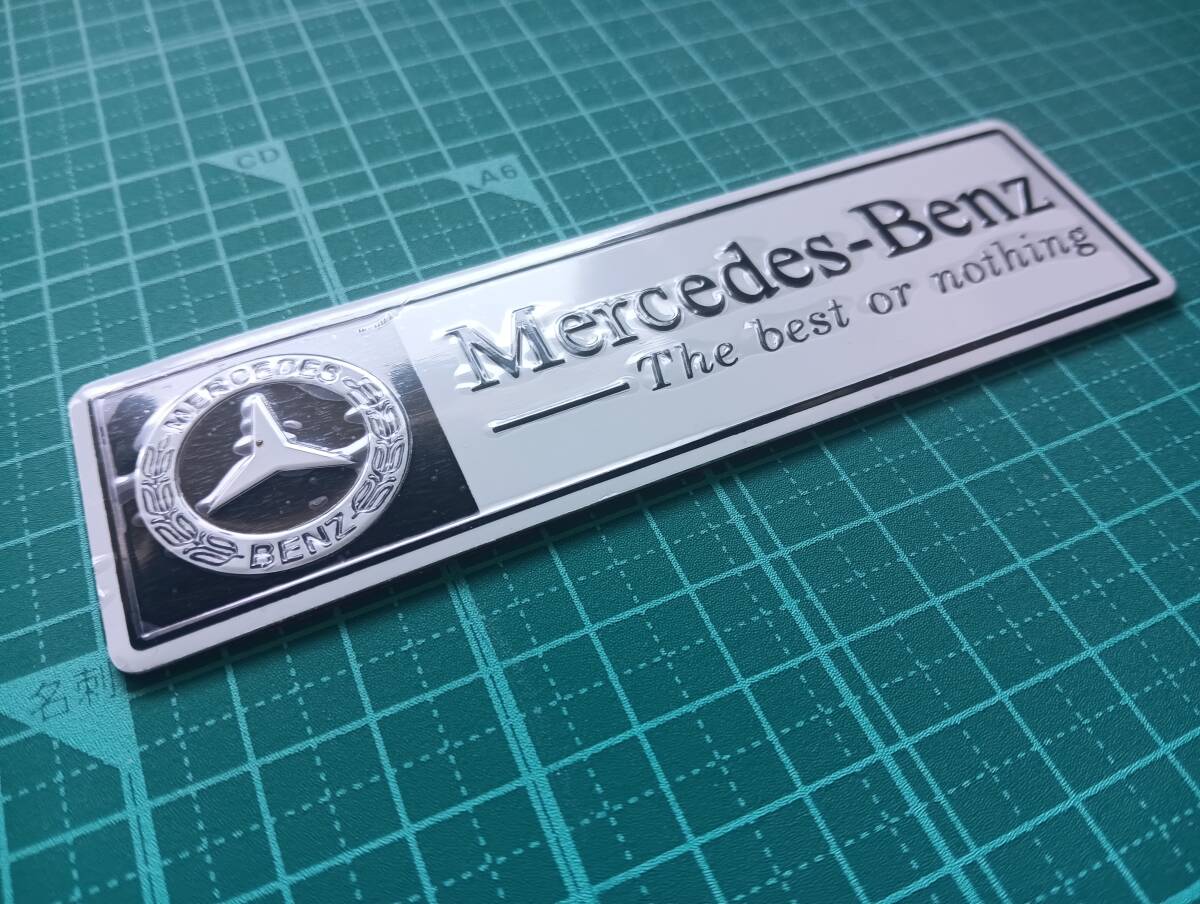 CD
A6
Mercedes-Benz
The best or nothing
MERCEDES
BENZ
名刺